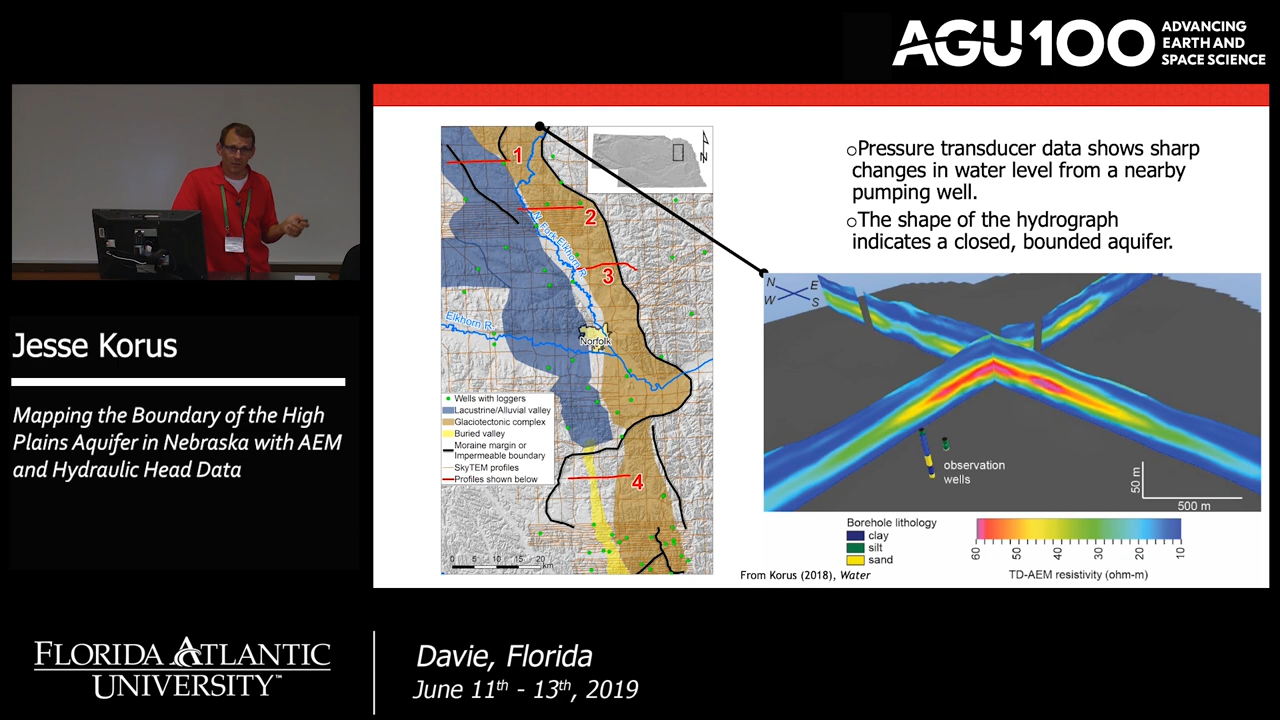 AGU100
ADVANCING
EARTH AND
SPACE SCIENCE
Jesse Korus
Mapping the Boundary of the High
Plains Aquifer in Nebraska with AEM
and Hydraulic Head Data
1
2
3
4
N
N. Fork Elkhorn R.
Elkhorn R.
Norfolk
Wells with loggers
Lacustrine/Alluvial valley
Glaciotectonic complex
Buried valley
Moraine margin or
Impermeable boundary
SkyTEM profiles
Profiles shown below
0 5 10 15 20
km
oPressure transducer data shows sharp
changes in water level from a nearby
pumping well.
oThe shape of the hydrograph
indicates a closed, bounded aquifer.
N E
W S
observation
wells
50 m
500 m
Borehole lithology
clay
silt
sand
60 50 40 30 20 10
TD-AEM resistivity (ohm-m)
From Korus (2018), Water
FLORIDA ATLANTIC
UNIVERSITY™
Davie, Florida
June 11th - 13th, 2019